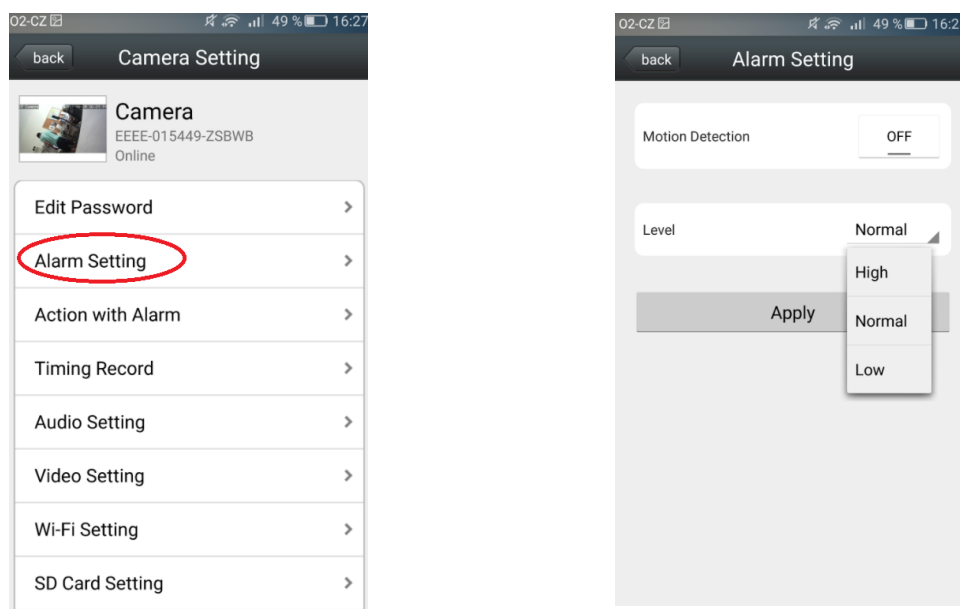 O2-CZ 49 % 16:27
back Camera Setting
Camera
EEEE-015449-ZSBWB
Online
Edit Password
Alarm Setting
Action with Alarm
Timing Record
Audio Setting
Video Setting
Wi-Fi Setting
SD Card Setting
O2-CZ 49 % 16:2
back Alarm Setting
Motion Detection OFF
Level Normal
High
Apply
Normal
Low